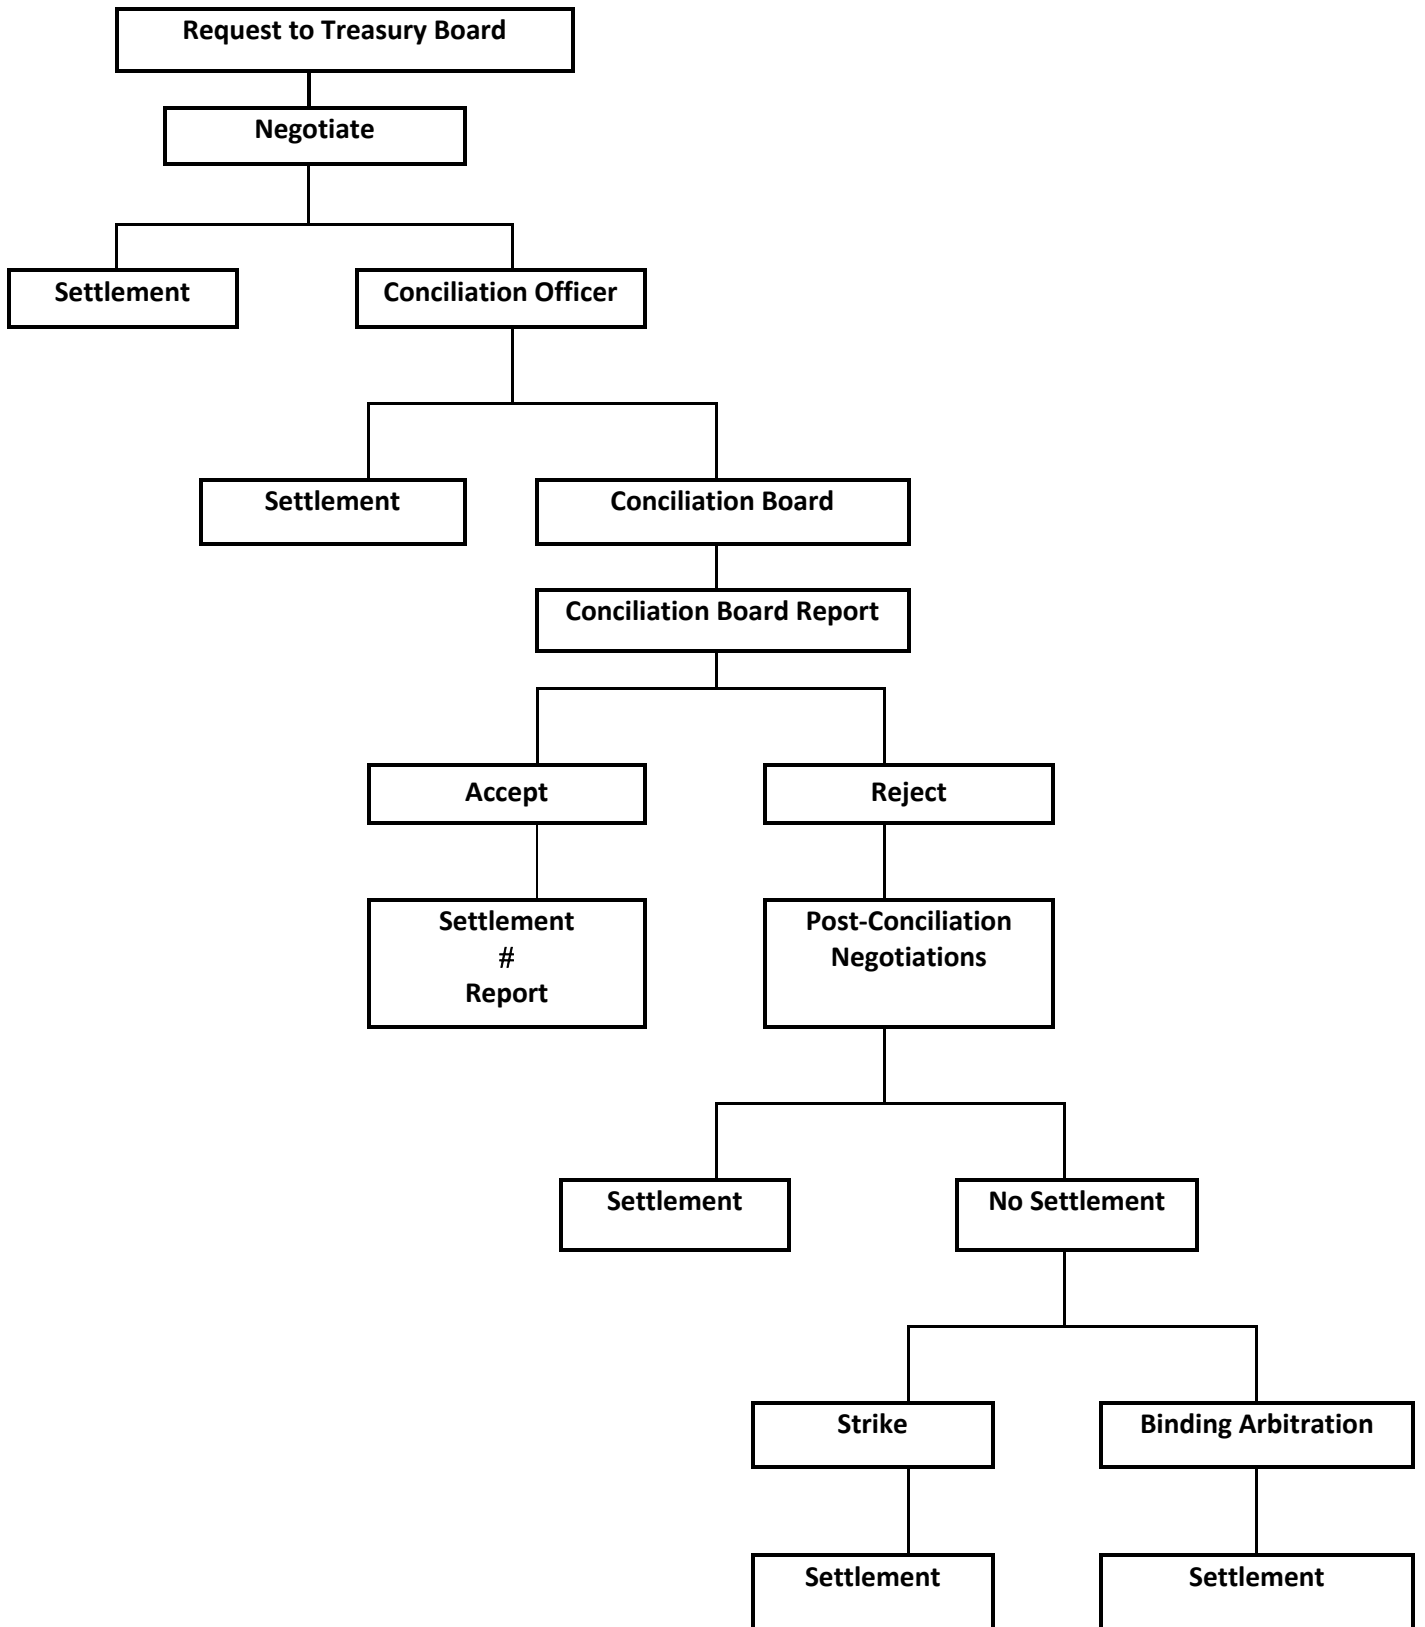 Request to Treasury Board
Negotiate
Settlement
Conciliation Officer
Settlement
Conciliation Board
Conciliation Board Report
Accept
Reject
Settlement
#
Report
Post-Conciliation
Negotiations
Settlement
No Settlement
Strike
Binding Arbitration
Settlement
Settlement